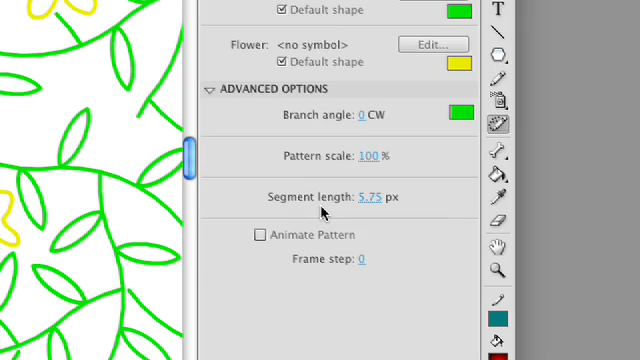 Default shape
Flower: <no symbol> Edit...
Default shape
ADVANCED OPTIONS
Branch angle: 0 CW
Pattern scale: 100 %
Segment length: 5.75 px
Animate Pattern
Frame step: 0
T